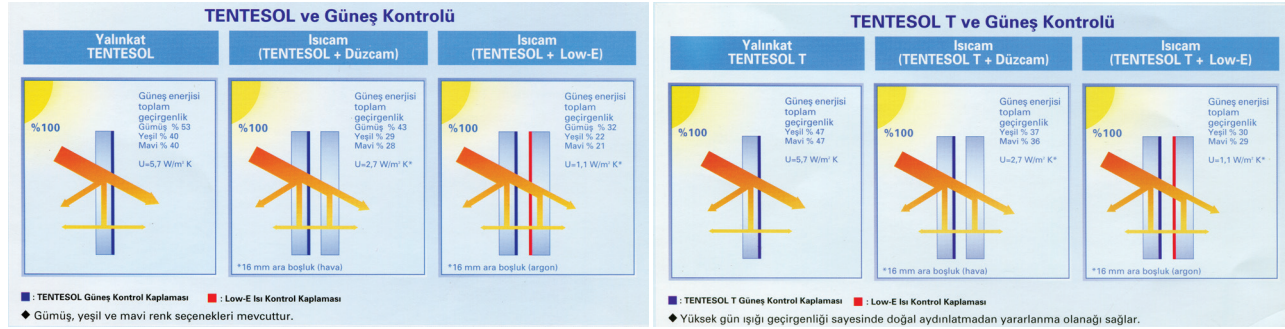 TENTESOL ve Güneş Kontrolü
Yalınkat
TENTESOL
Isıcam
(TENTESOL + Düzcam)
Isıcam
(TENTESOL + Low-E)
%100
Güneş enerjisi
toplam
geçirgenlik
Gümüş % 53
Yeşil % 40
Mavi % 40
U=5,7 W/m² K
%100
Güneş enerjisi
toplam
geçirgenlik
Gümüş % 43
Yeşil % 29
Mavi % 28
U=2,7 W/m² K*
*16 mm ara boşluk (hava)
%100
Güneş enerjisi
toplam
geçirgenlik
Gümüş % 32
Yeşil % 22
Mavi % 21
U=1,1 W/m² K*
*16 mm ara boşluk (argon)
: TENTESOL Güneş Kontrol Kaplaması : Low-E Isı Kontrol Kaplaması
◆ Gümüş, yeşil ve mavi renk seçenekleri mevcuttur.
TENTESOL T ve Güneş Kontrolü
Yalınkat
TENTESOL T
Isıcam
(TENTESOL T + Düzcam)
Isıcam
(TENTESOL T + Low-E)
%100
Güneş enerjisi
toplam
geçirgenlik
Yeşil % 47
Mavi % 47
U=5,7 W/m² K
%100
Güneş enerjisi
toplam
geçirgenlik
Yeşil % 37
Mavi % 36
U=2,7 W/m² K*
*16 mm ara boşluk (hava)
%100
Güneş enerjisi
toplam
geçirgenlik
Yeşil % 30
Mavi % 29
U=1,1 W/m² K*
*16 mm ara boşluk (argon)
: TENTESOL T Güneş Kontrol Kaplaması : Low-E Isı Kontrol Kaplaması
◆ Yüksek gün ışığı geçirgenliği sayesinde doğal aydınlatmadan yararlanma olanağı sağlar.